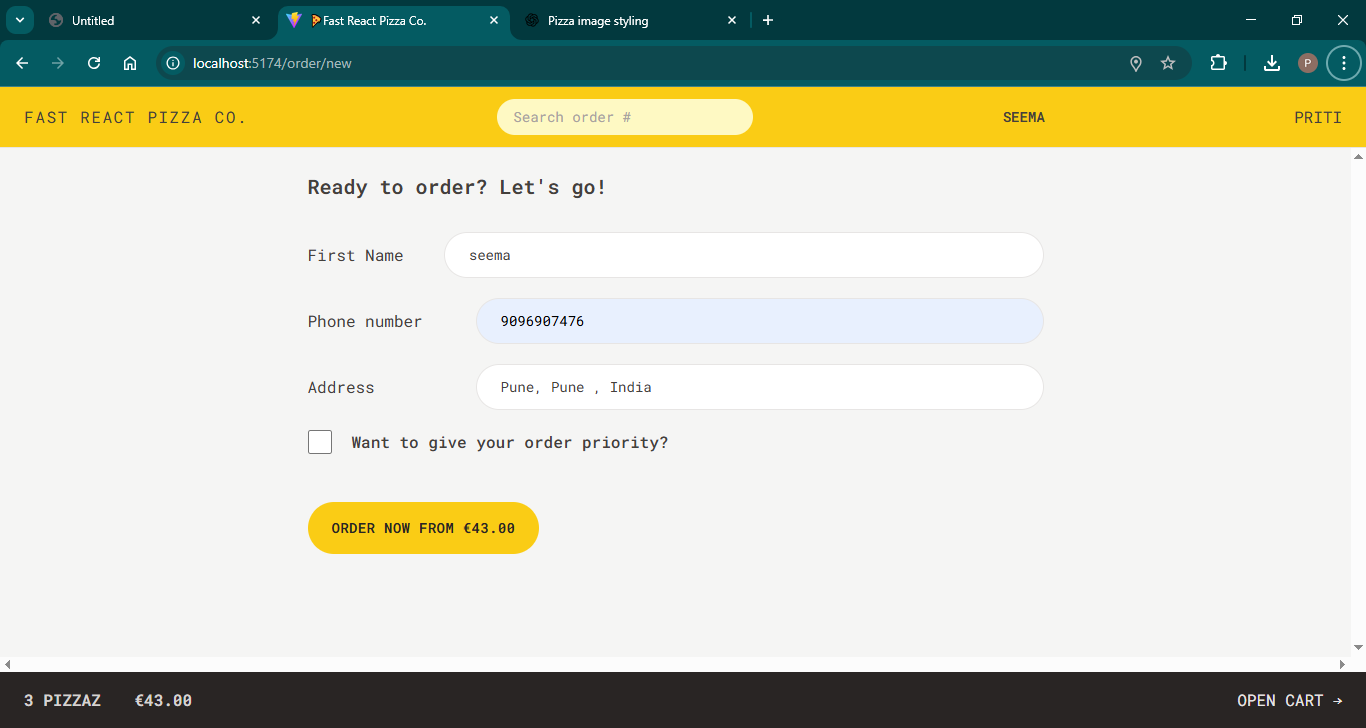 Untitled
Fast React Pizza Co.
Pizza image styling
localhost:5174/order/new
P
FAST REACT PIZZA CO.
Search order #
SEEMA
PRITI
Ready to order? Let's go!
First Name
seema
Phone number
9096907476
Address
Pune, Pune , India
Want to give your order priority?
ORDER NOW FROM €43.00
3 PIZZAZ
€43.00
OPEN CART →